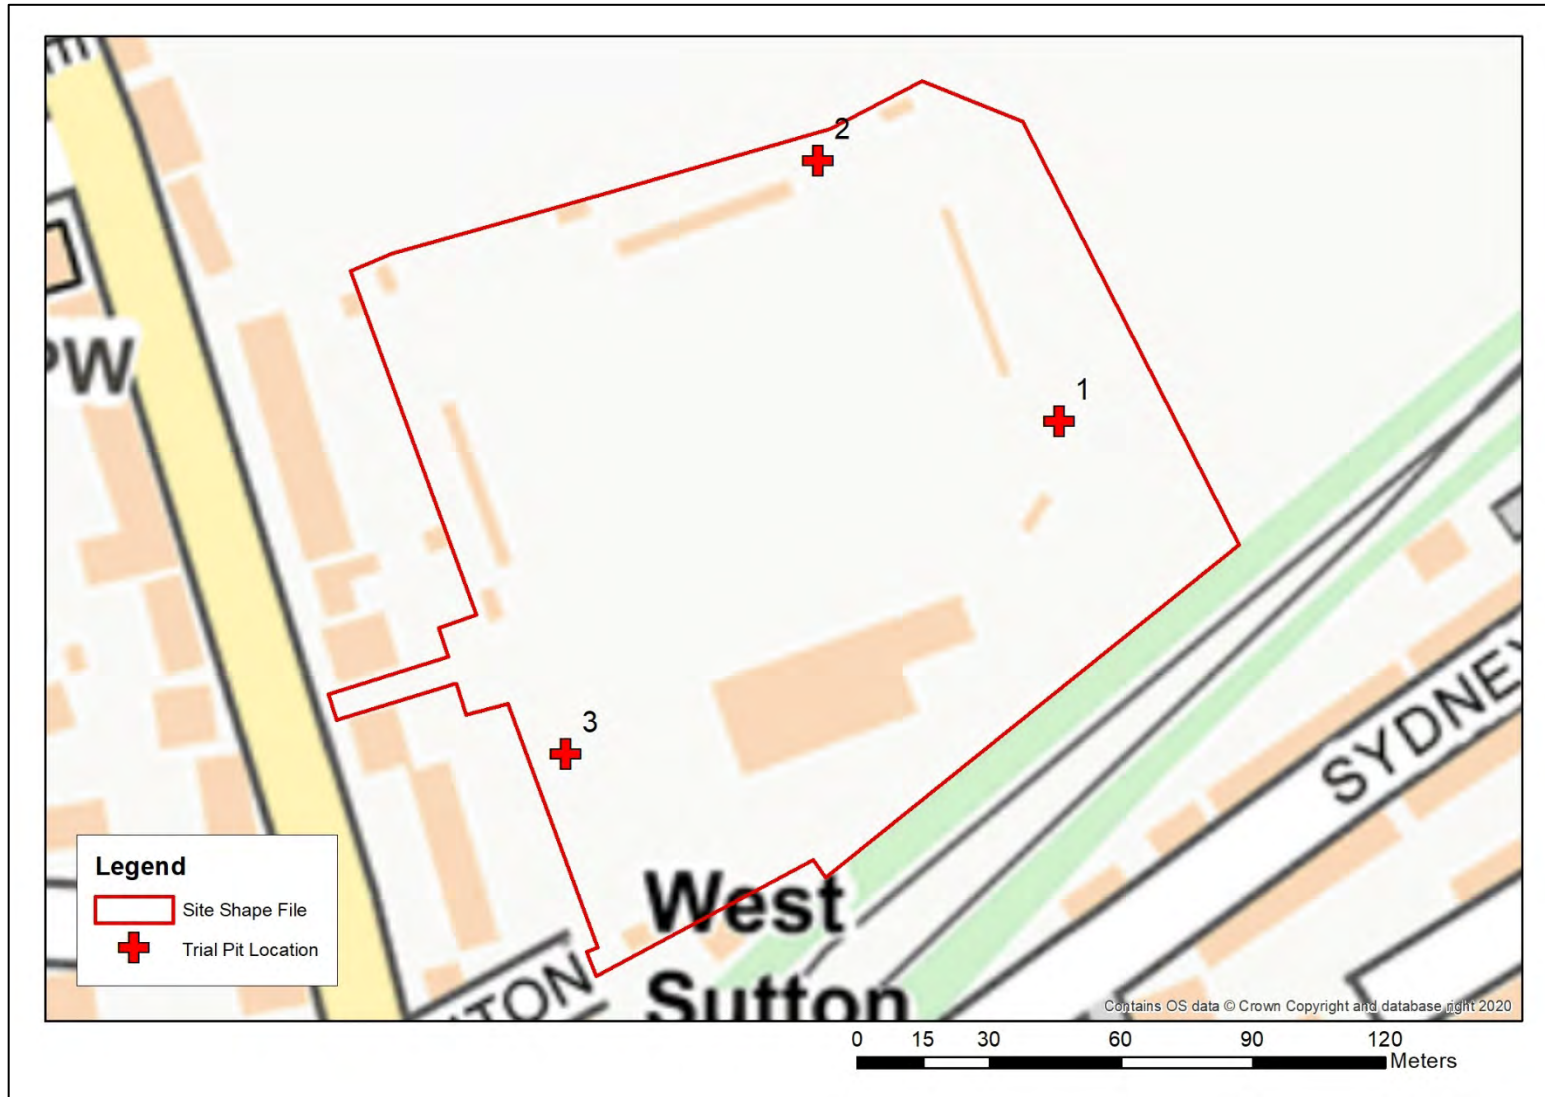 2
PW
1
3
SYDNEY
West
Sutton
Legend
Site Shape File
Trial Pit Location
Contains OS data © Crown Copyright and database right 2020
0 15 30 60 90 120
Meters